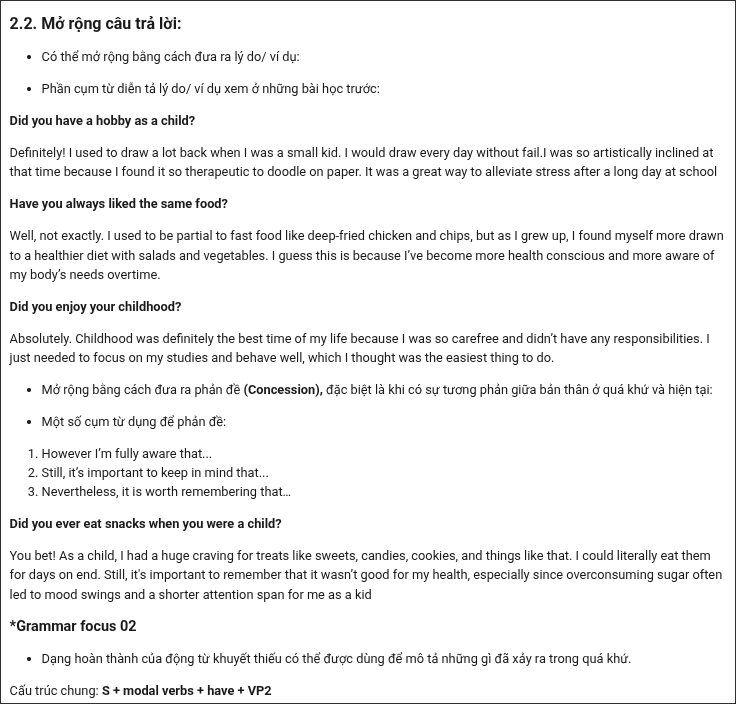 2.2. Mở rộng câu trả lời:
• Có thể mở rộng bằng cách đưa ra lý do/ ví dụ:
• Phần cụm từ diễn tả lý do/ ví dụ xem ở những bài học trước:
Did you have a hobby as a child?
Definitely! I used to draw a lot back when I was a small kid. I would draw every day without fail.I was so artistically inclined at
that time because I found it so therapeutic to doodle on paper. It was a great way to alleviate stress after a long day at school
Have you always liked the same food?
Well, not exactly. I used to be partial to fast food like deep-fried chicken and chips, but as I grew up, I found myself more drawn
to a healthier diet with salads and vegetables. I guess this is because I’ve become more health conscious and more aware of
my body’s needs overtime.
Did you enjoy your childhood?
Absolutely. Childhood was definitely the best time of my life because I was so carefree and didn’t have any responsibilities. I
just needed to focus on my studies and behave well, which I thought was the easiest thing to do.
• Mở rộng bằng cách đưa ra phản đề (Concession), đặc biệt là khi có sự tương phản giữa bản thân ở quá khứ và hiện tại:
• Một số cụm từ dụng để phản đề:
1. However I’m fully aware that...
2. Still, it’s important to keep in mind that...
3. Nevertheless, it is worth remembering that…
Did you ever eat snacks when you were a child?
You bet! As a child, I had a huge craving for treats like sweets, candies, cookies, and things like that. I could literally eat them
for days on end. Still, it's important to remember that it wasn’t good for my health, especially since overconsuming sugar often
led to mood swings and a shorter attention span for me as a kid
*Grammar focus 02
• Dạng hoàn thành của động từ khuyết thiếu có thể được dùng để mô tả những gì đã xảy ra trong quá khứ.
Cấu trúc chung: S + modal verbs + have + VP2